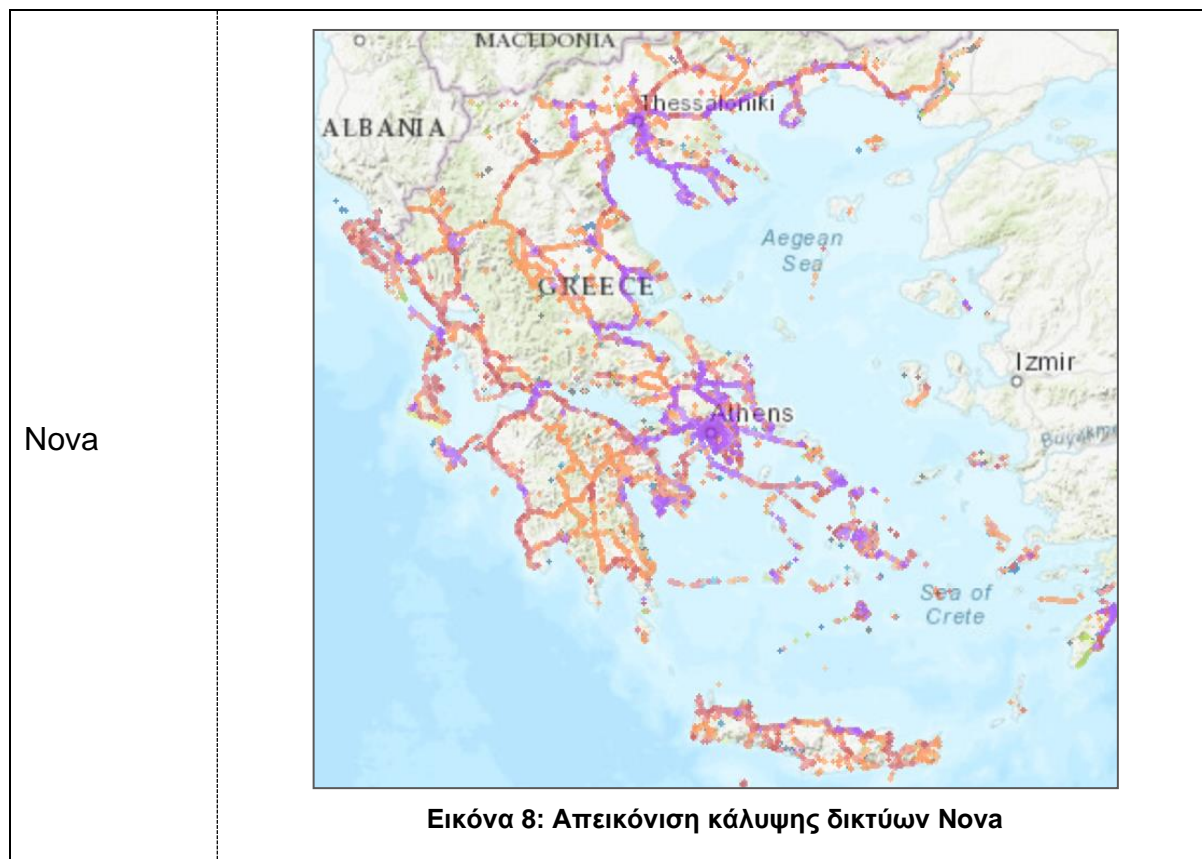 Nova
MACEDONIA
Thessaloniki
ALBANIA
Aegean
Sea
GREECE
Izmir
Athens
Sea of
Crete
Εικόνα 8: Απεικόνιση κάλυψης δικτύων Nova